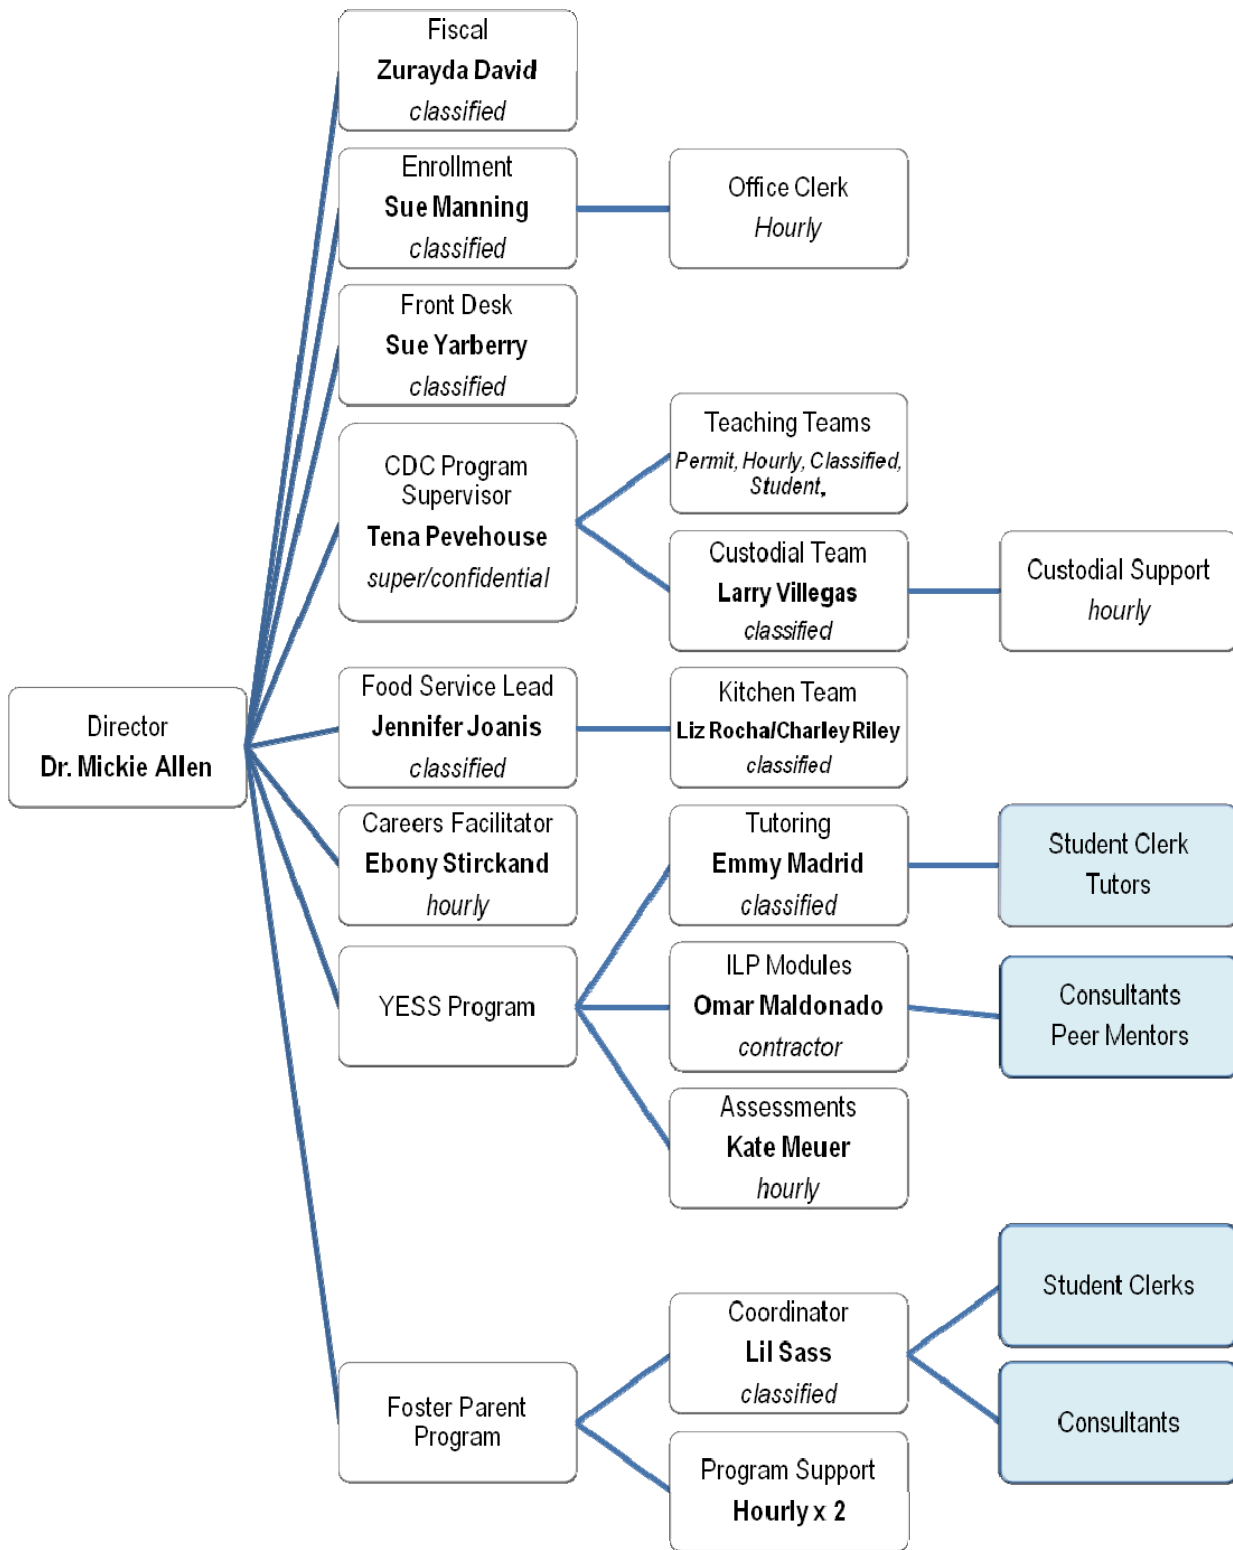 Fiscal
Zurayda David
classified
Enrollment
Sue Manning
classified
Office Clerk
Hourly
Front Desk
Sue Yarberry
classified
CDC Program
Supervisor
Tena Pevehouse
super/confidential
Teaching Teams
Permit, Hourly, Classified,
Student,
Custodial Team
Larry Villegas
classified
Custodial Support
hourly
Director
Dr. Mickie Allen
Food Service Lead
Jennifer Joanis
classified
Kitchen Team
Liz Rocha/Charley Riley
classified
Careers Facilitator
Ebony Stirckand
hourly
YESS Program
Tutoring
Emmy Madrid
classified
Student Clerk
Tutors
ILP Modules
Omar Maldonado
contractor
Consultants
Peer Mentors
Assessments
Kate Meuer
hourly
Foster Parent
Program
Coordinator
Lil Sass
classified
Student Clerks
Consultants
Program Support
Hourly x 2